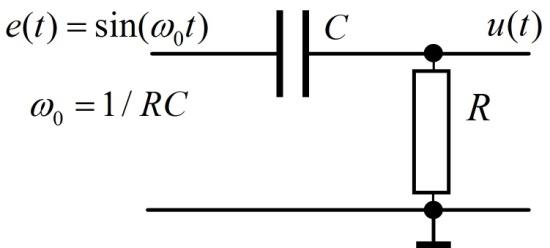 e(t) = sin(ω₀t) C u(t)
ω₀ = 1 / RC R